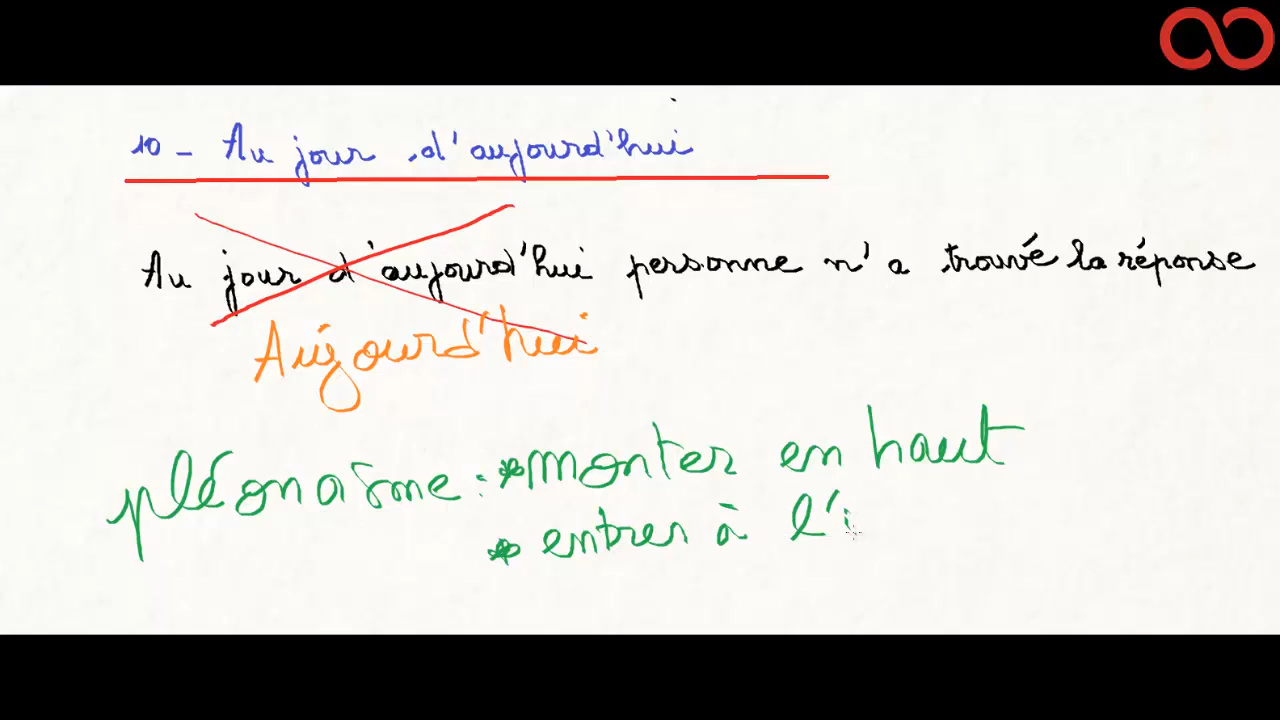 10 - Au jour d'aujourd'hui
Au jour d'aujourd'hui personne n'a trouvé la réponse
Aujourd'hui
pléonasme : * monter en haut
* entrer à l'i